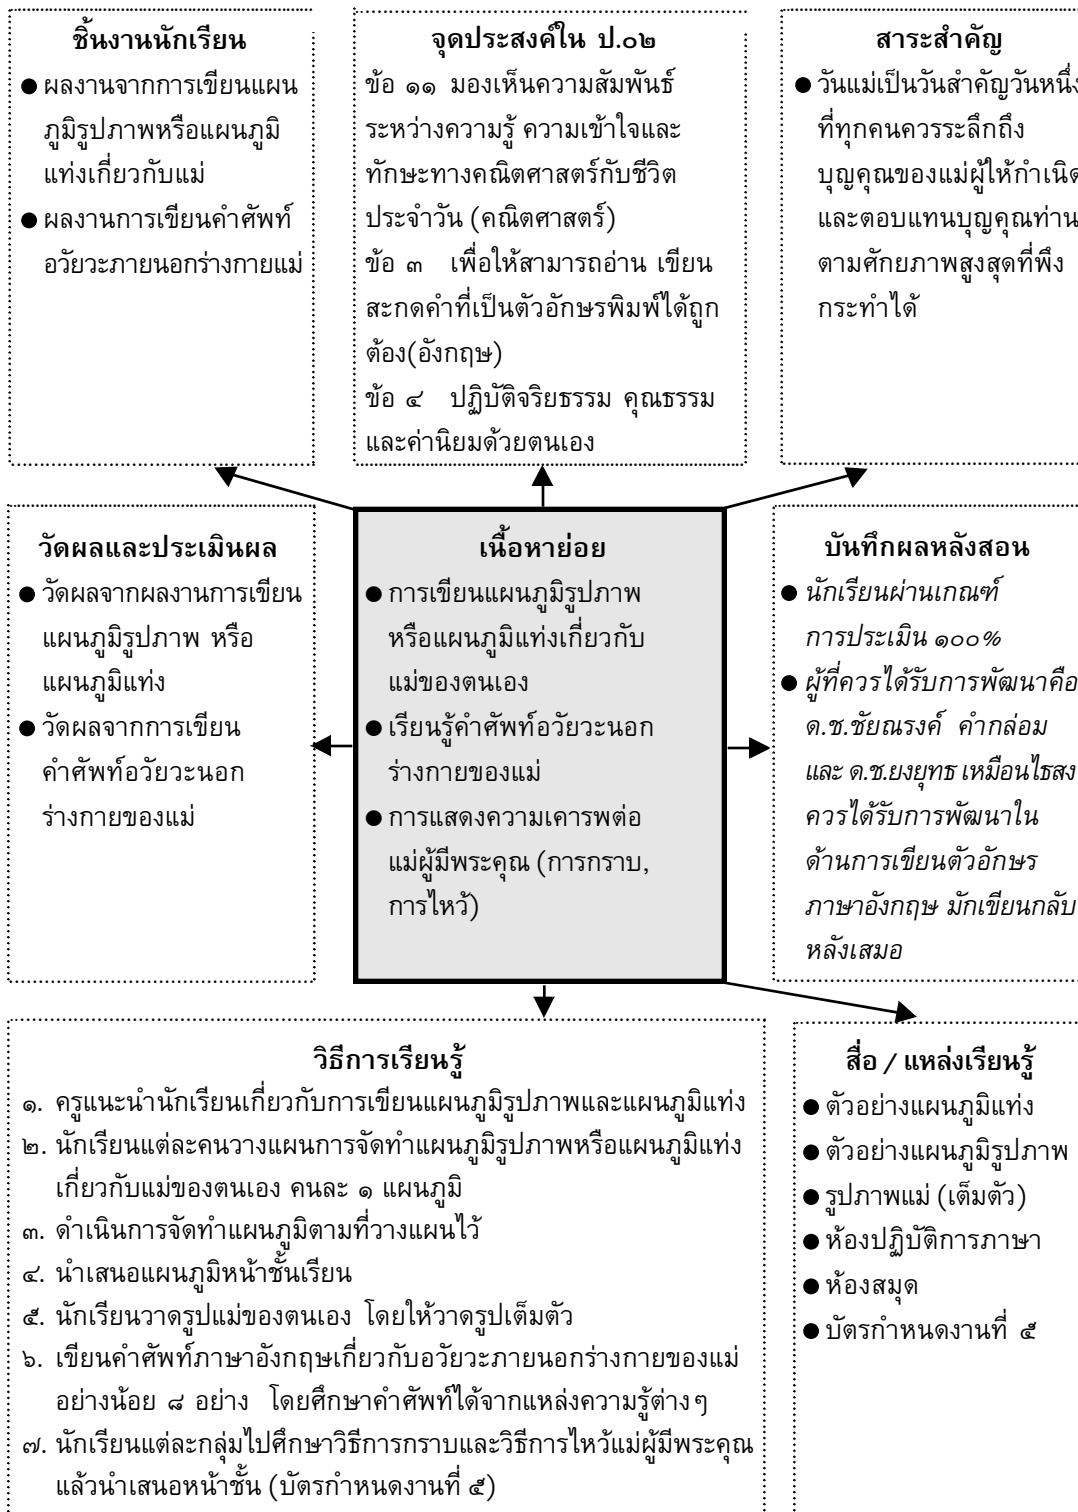 ชิ้นงานนักเรียน
● ผลงานจากการเขียนแผน
ภูมิรูปภาพหรือแผนภูมิ
แท่งเกี่ยวกับแม่
● ผลงานการเขียนคำศัพท์
อวัยวะภายนอกร่างกายแม่
จุดประสงค์ใน ป.๐๒
ข้อ ๑๑ มองเห็นความสัมพันธ์
ระหว่างความรู้ ความเข้าใจและ
ทักษะทางคณิตศาสตร์กับชีวิต
ประจำวัน (คณิตศาสตร์)
ข้อ ๓ เพื่อให้สามารถอ่าน เขียน
สะกดคำที่เป็นตัวอักษรพิมพ์ได้ถูก
ต้อง(อังกฤษ)
ข้อ ๔ ปฏิบัติจริยธรรม คุณธรรม
และค่านิยมด้วยตนเอง
สาระสำคัญ
● วันแม่เป็นวันสำคัญวันหนึ่ง
ที่ทุกคนควรระลึกถึง
บุญคุณของแม่ผู้ให้กำเนิด
และตอบแทนบุญคุณท่าน
ตามศักยภาพสูงสุดที่พึง
กระทำได้
วัดผลและประเมินผล
● วัดผลจากผลงานการเขียน
แผนภูมิรูปภาพ หรือ
แผนภูมิแท่ง
● วัดผลจากการเขียน
คำศัพท์อวัยวะนอก
ร่างกายของแม่
เนื้อหาย่อย
● การเขียนแผนภูมิรูปภาพ
หรือแผนภูมิแท่งเกี่ยวกับ
แม่ของตนเอง
● เรียนรู้คำศัพท์อวัยวะนอก
ร่างกายของแม่
● การแสดงความเคารพต่อ
แม่ผู้มีพระคุณ (การกราบ,
การไหว้)
บันทึกผลหลังสอน
● นักเรียนผ่านเกณฑ์
การประเมิน ๑๐๐%
● ผู้ที่ควรได้รับการพัฒนาคือ
ด.ช.ชัยณรงค์ คำกล่อม
และ ด.ช.ยงยุทธ เหมือนไธสง
ควรได้รับการพัฒนาใน
ด้านการเขียนตัวอักษร
ภาษาอังกฤษ มักเขียนกลับ
หลังเสมอ
วิธีการเรียนรู้
๑. ครูแนะนำนักเรียนเกี่ยวกับการเขียนแผนภูมิรูปภาพและแผนภูมิแท่ง
๒. นักเรียนแต่ละคนวางแผนการจัดทำแผนภูมิรูปภาพหรือแผนภูมิแท่ง
เกี่ยวกับแม่ของตนเอง คนละ ๑ แผนภูมิ
๓. ดำเนินการจัดทำแผนภูมิตามที่วางแผนไว้
๔. นำเสนอแผนภูมิหน้าชั้นเรียน
๕. นักเรียนวาดรูปแม่ของตนเอง โดยให้วาดรูปเต็มตัว
๖. เขียนคำศัพท์ภาษาอังกฤษเกี่ยวกับอวัยวะภายนอกร่างกายของแม่
อย่างน้อย ๘ อย่าง โดยศึกษาคำศัพท์ได้จากแหล่งความรู้ต่างๆ
๗. นักเรียนแต่ละกลุ่มไปศึกษาวิธีการกราบและวิธีการไหว้แม่ผู้มีพระคุณ
แล้วนำเสนอหน้าชั้น (บัตรกำหนดงานที่ ๕)
สื่อ / แหล่งเรียนรู้
● ตัวอย่างแผนภูมิแท่ง
● ตัวอย่างแผนภูมิรูปภาพ
● รูปภาพแม่ (เต็มตัว)
● ห้องปฏิบัติการภาษา
● ห้องสมุด
● บัตรกำหนดงานที่ ๕